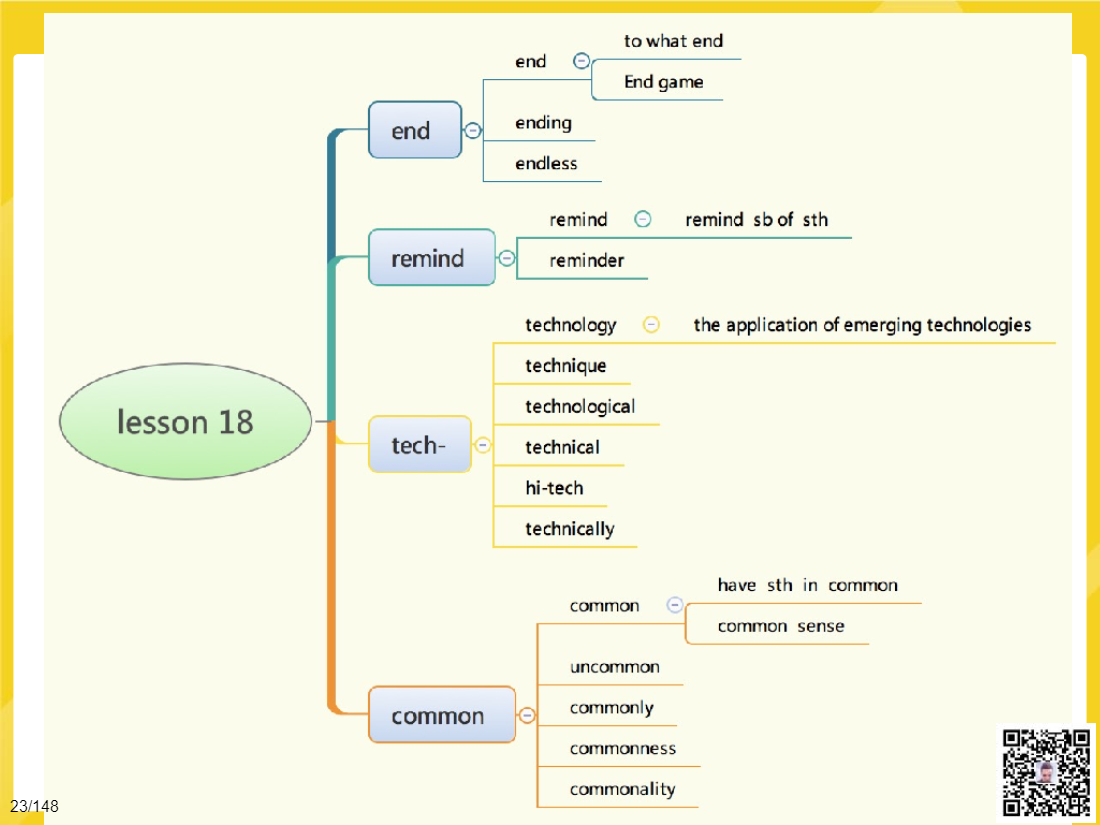 lesson 18
end
end
to what end
End game
ending
endless
remind
remind sb of sth
remind
reminder
technology
the application of emerging technologies
tech-
technique
technological
technical
hi-tech
technically
common
common
have sth in common
common sense
uncommon
commonly
commonness
commonality
23/148